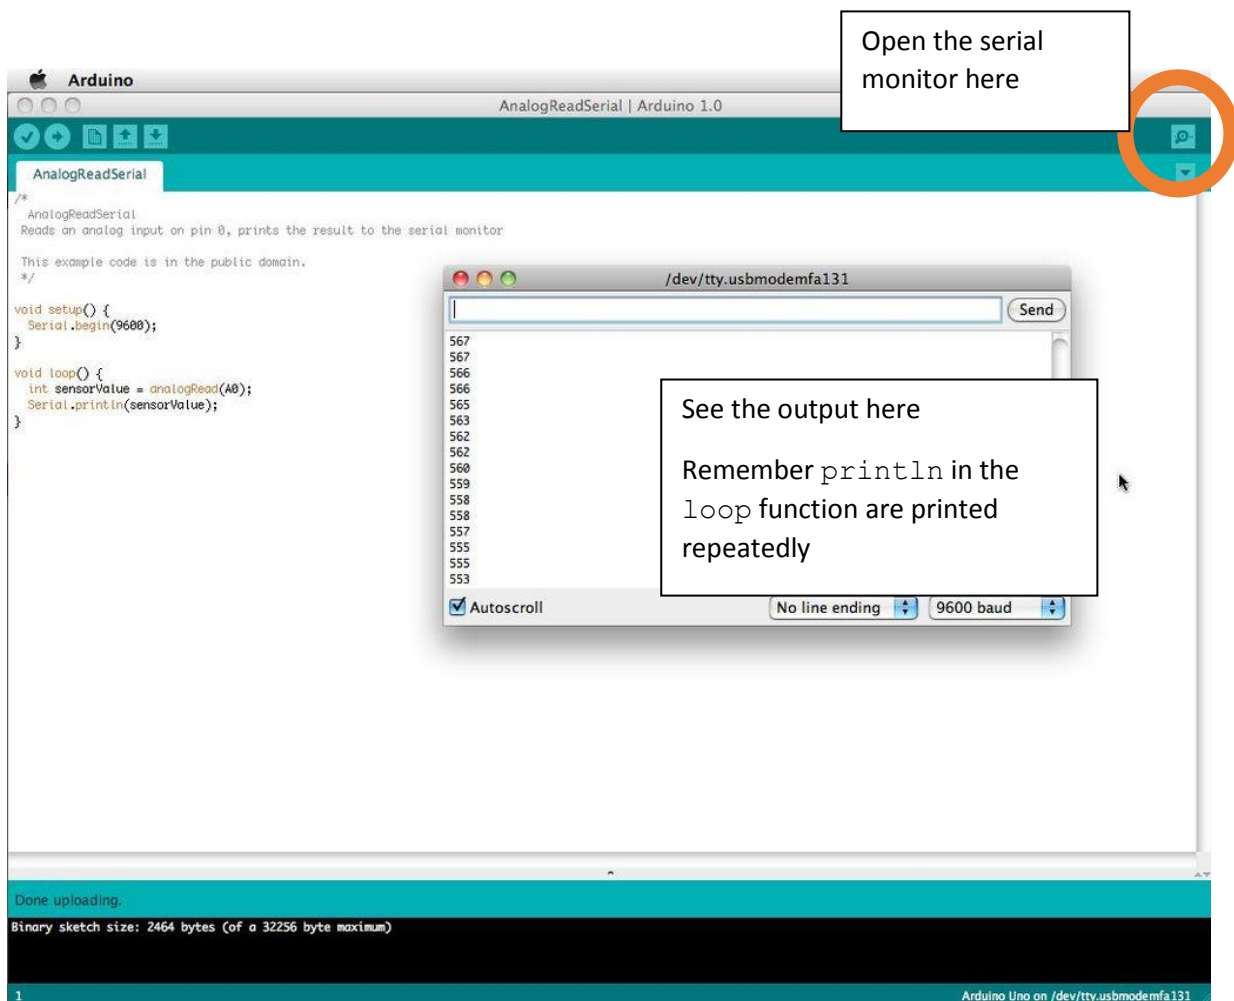 Open the serial
monitor here
Arduino
AnalogReadSerial | Arduino 1.0
AnalogReadSerial
/*
AnalogReadSerial
Reads an analog input on pin 0, prints the result to the serial monitor
This example code is in the public domain.
*/
void setup() {
Serial.begin(9600);
}
void loop() {
int sensorValue = analogRead(A0);
Serial.println(sensorValue);
}
/dev/tty.usbmodemfa131
Send
567
567
566
566
565
563
562
562
560
559
558
558
557
555
555
553
See the output here
Remember println in the
loop function are printed
repeatedly
Autoscroll
No line ending
9600 baud
Done uploading.
Binary sketch size: 2464 bytes (of a 32256 byte maximum)
1
Arduino Uno on /dev/tty.usbmodemfa131